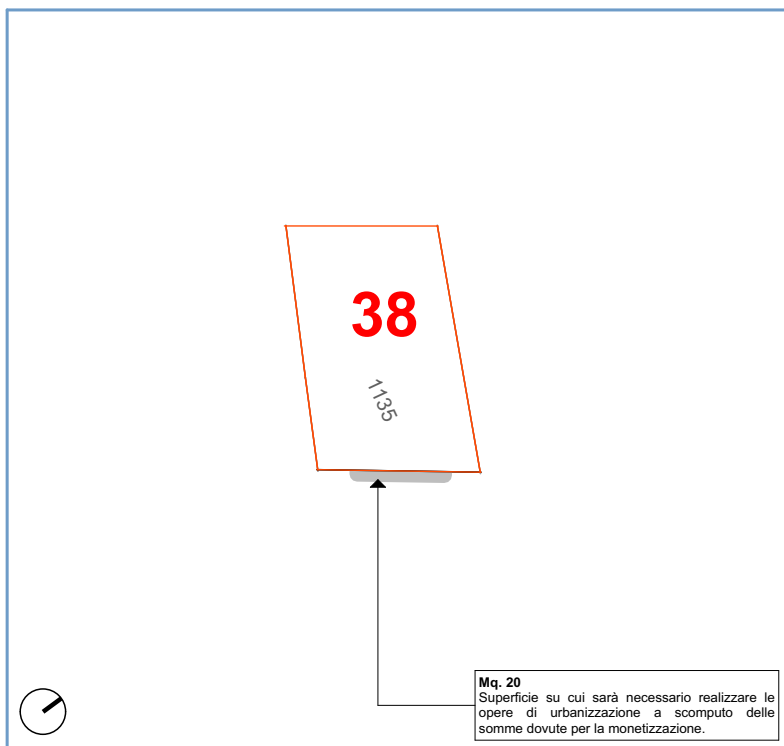 38
1135
Mq. 20
Superficie su cui sarà necessario realizzare le
opere di urbanizzazione a scomputo delle
somme dovute per la monetizzazione.